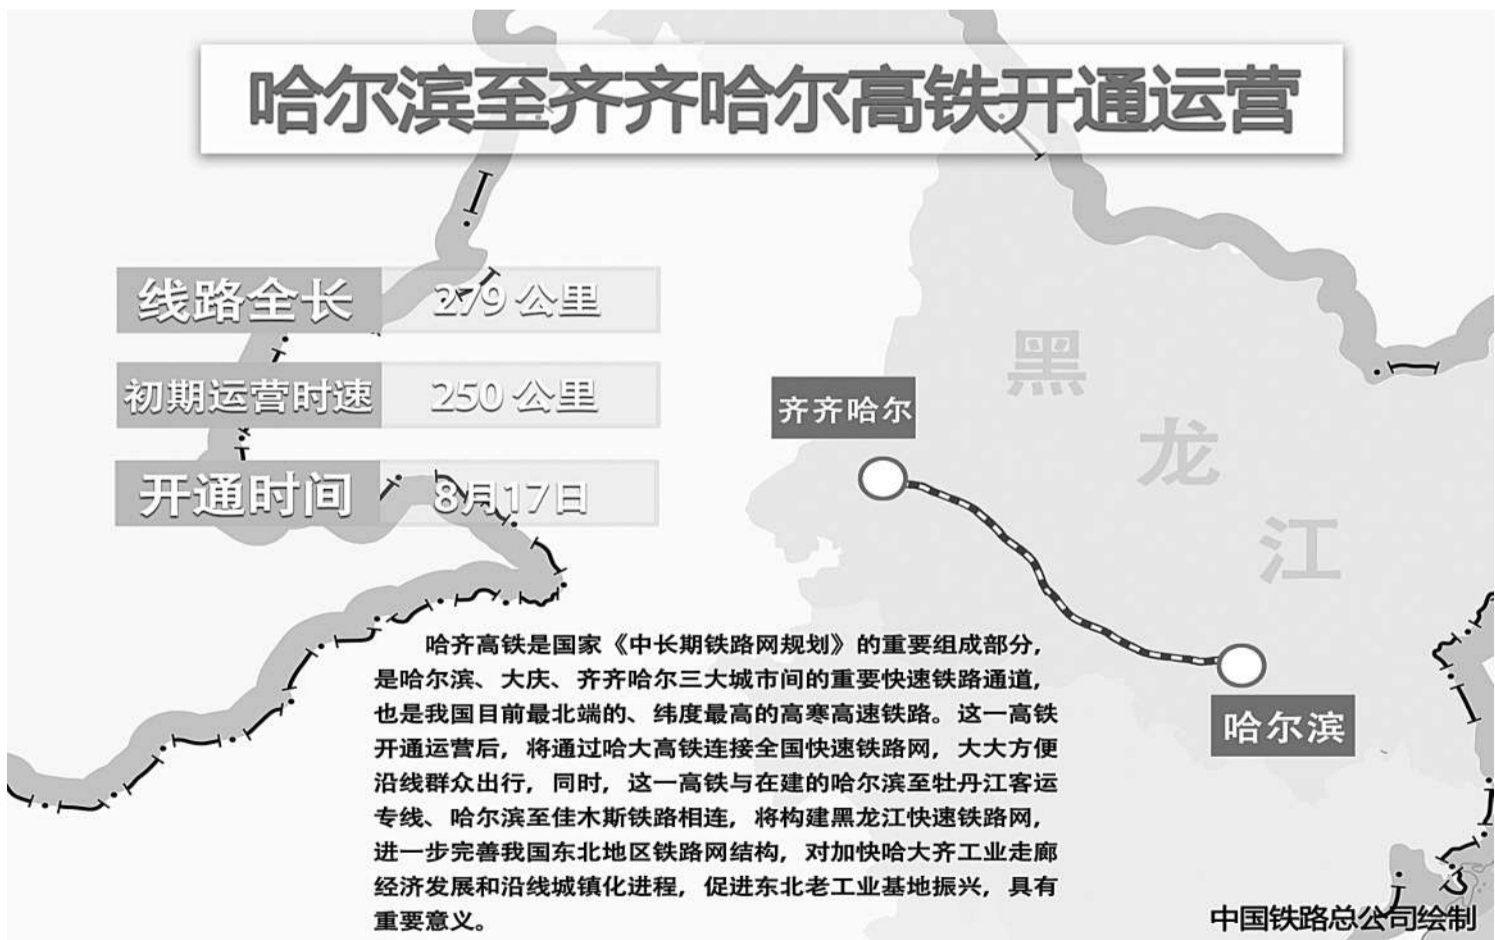 哈尔滨至齐齐哈尔高铁开通运营
线路全长 279 公里
初期运营时速 250 公里
开通时间 8月17日
黑
龙
江
齐齐哈尔
哈尔滨
哈齐高铁是国家《中长期铁路网规划》的重要组成部分，
是哈尔滨、大庆、齐齐哈尔三大城市间的重要快速铁路通道，
也是我国目前最北端的、纬度最高的高寒高速铁路。这一高铁
开通运营后，将通过哈大高铁连接全国快速铁路网，大大方便
沿线群众出行，同时，这一高铁与在建的哈尔滨至牡丹江客运
专线、哈尔滨至佳木斯铁路相连，将构建黑龙江快速铁路网，
进一步完善我国东北地区铁路网结构，对加快哈大齐工业走廊
经济发展和沿线城镇化进程，促进东北老工业基地振兴，具有
重要意义。
中国铁路总公司绘制